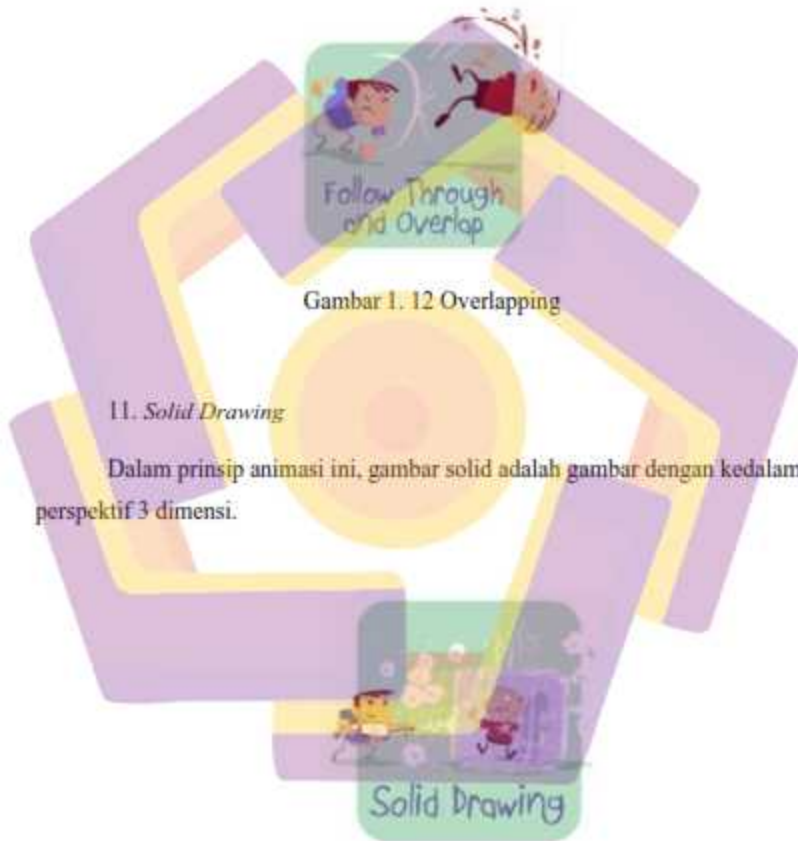 Follow Through
and Overlap
Gambar 1. 12 Overlapping
11. Solid Drawing
Dalam prinsip animasi ini, gambar solid adalah gambar dengan kedalam
perspektif 3 dimensi.
Solid Drawing